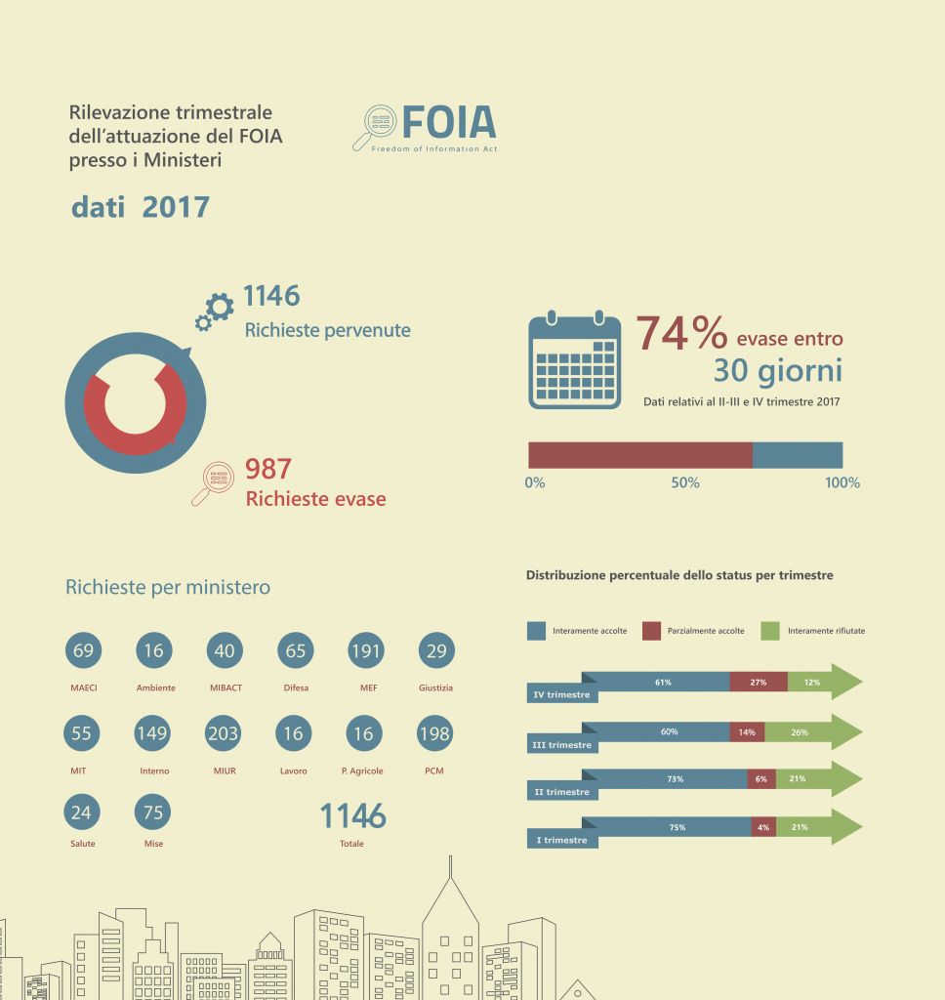 Rilevazione trimestrale
dell'attuazione del FOIA
presso i Ministeri
dati 2017
FOIA
Freedom of Information Act
1146
Richieste pervenute
987
Richieste evase
74% evase entro
30 giorni
Dati relativi al II-III e IV trimestre 2017
0% 50% 100%
Richieste per ministero
69 16 40 65 191 29
MAECI Ambiente MIBACT Difesa MEF Giustizia
55 149 203 16 16 198
MIT Interno MIUR Lavoro P. Agricole PCM
24 75 1146
Salute Mise Totale
Distribuzione percentuale dello status per trimestre
Interamente accolte Parzialmente accolte Interamente rifiutate
61% 27% 12%
IV trimestre
60% 14% 26%
III trimestre
73% 6% 21%
II trimestre
75% 4% 21%
I trimestre